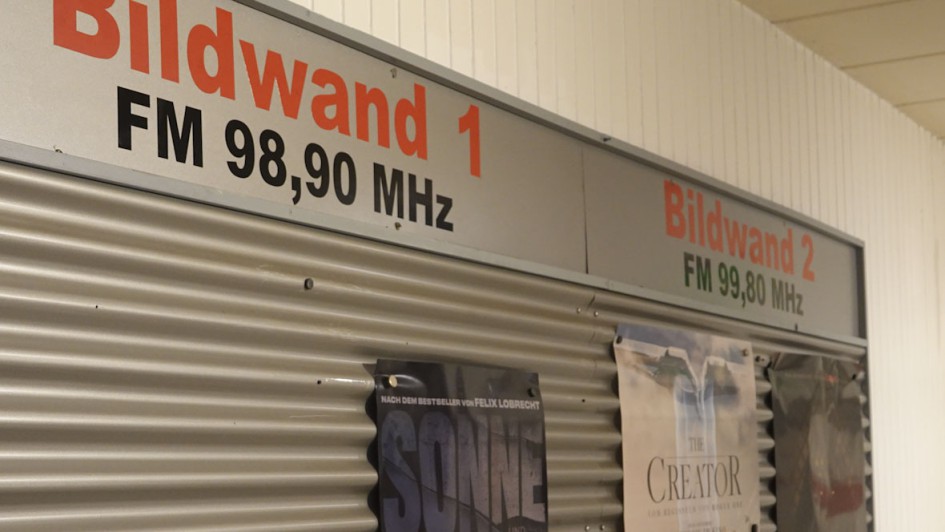 Bildwand 1
FM 98,90 MHz
Bildwand 2
FM 99,80 MHz
NACH DEM BESTSELLER VON FELIX LOBRECHT
SONNE
UND
THE
CREATOR